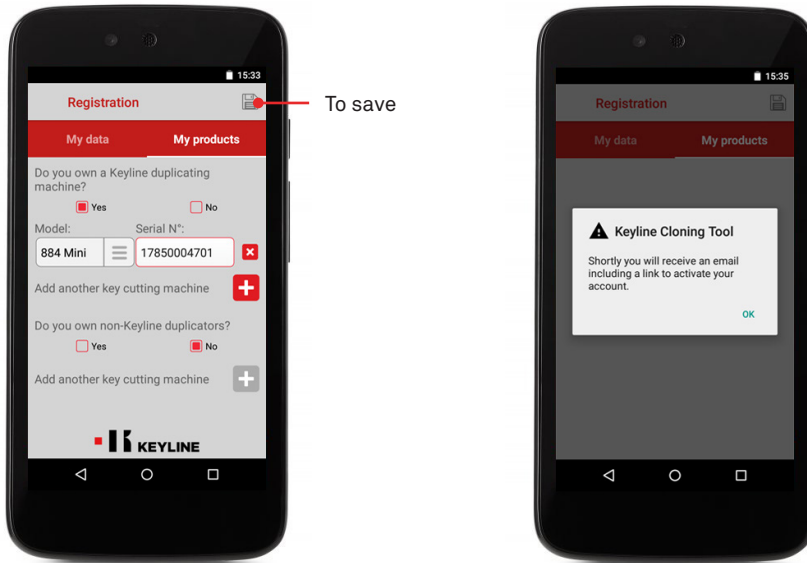 15:33
Registration
To save
My data My products
Do you own a Keyline duplicating
machine?
Yes No
Model: Serial N°:
884 Mini 17850004701
Add another key cutting machine
Do you own non-Keyline duplicators?
Yes No
Add another key cutting machine
KEYLINE
15:35
Registration
My data My products
Keyline Cloning Tool
Shortly you will receive an email
including a link to activate your
account.
OK